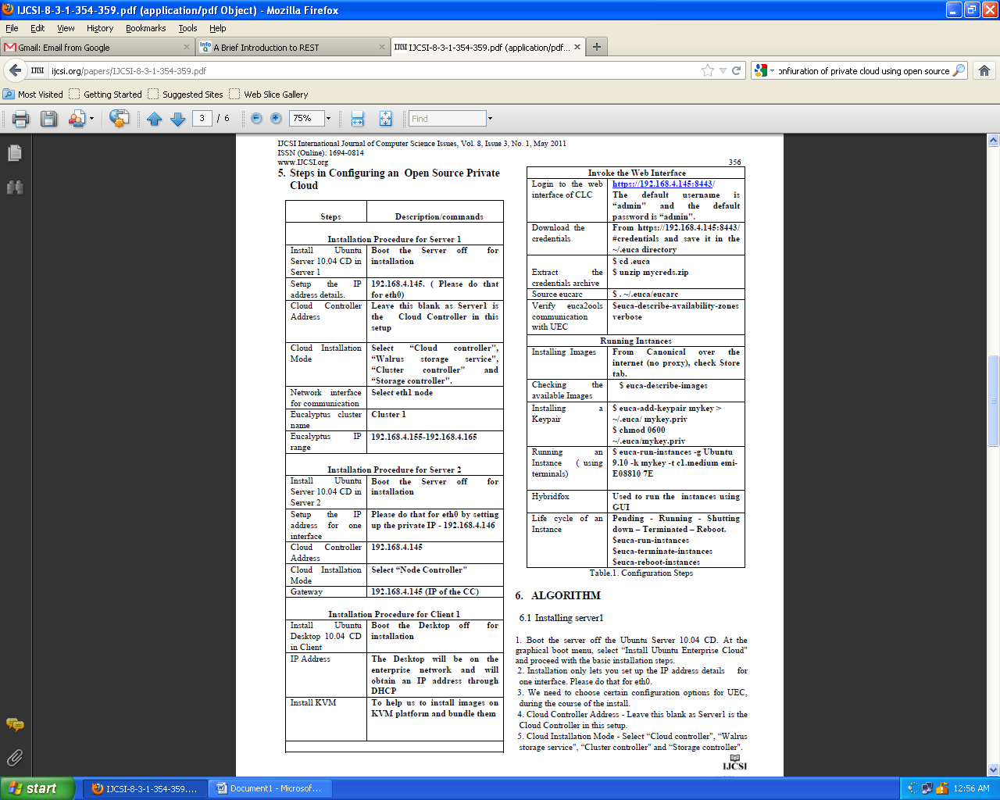 IJCSI-8-3-1-354-359.pdf (application/pdf Object) - Mozilla Firefox
File Edit View History Bookmarks Tools Help
Gmail: Email from Google
A Brief Introduction to REST
IJCSI-8-3-1-354-359.pdf (application/pdf...
ijcsi.org/papers/IJCSI-8-3-1-354-359.pdf
onfiuration of private cloud using open source
Most Visited Getting Started Suggested Sites Web Slice Gallery
3 / 6 75% Find
IJCSI International Journal of Computer Science Issues, Vol. 8, Issue 3, No. 1, May 2011
ISSN (Online): 1694-0814
www.IJCSI.org 356
5. Steps in Configuring an Open Source Private
Cloud
Steps Description/commands
Installation Procedure for Server 1
Install Ubuntu Boot the Server off for
Server 10.04 CD in installation
Server 1
Setup the IP 192.168.4.145. ( Please do that
address details. for eth0)
Cloud Controller Leave this blank as Server1 is
Address the Cloud Controller in this
setup
Cloud Installation Select “Cloud controller”,
Mode “Walrus storage service”,
“Cluster controller” and
“Storage controller”.
Network interface Select eth1 node
for communication
Eucalyptus cluster Cluster 1
name
Eucalyptus IP 192.168.4.155-192.168.4.165
range
Installation Procedure for Server 2
Install Ubuntu Boot the Server off for
Server 10.04 CD in installation
Server 2
Setup the IP Please do that for eth0 by setting
address for one up the private IP - 192.168.4.146
interface
Cloud Controller 192.168.4.145
Address
Cloud Installation Select “Node Controller”
Mode
Gateway 192.168.4.145 (IP of the CC)
Installation Procedure for Client 1
Install Ubuntu Boot the Desktop off for
Desktop 10.04 CD installation
in Client
IP Address The Desktop will be on the
enterprise network and will
obtain an IP address through
DHCP
Install KVM To help us to install images on
KVM platform and bundle them
Invoke the Web Interface
Login to the web https://192.168.4.145:8443/
interface of CLC The default username is
“admin” and the default
password is “admin”.
Download the From https://192.168.4.145:8443/
credentials #credentials and save it in the
~/.euca directory
$ cd .euca
Extract the $ unzip mycreds.zip
credentials archive
Source eucarc $ . ~/.euca/eucarc
Verify euca2ools $euca-describe-availability-zones
communication verbose
with UEC
Running Instances
Installing Images From Canonical over the
internet (no proxy), check Store
tab.
Checking the $ euca-describe-images
available Images
Installing a $ euca-add-keypair mykey >
Keypair ~/.euca/ mykey.priv
$ chmod 0600
~/.euca/mykey.priv
Running an $ euca-run-instances -g Ubuntu
Instance ( using 9.10 -k mykey -t c1.medium emi-
terminals) E08810 7E
Hybridfox Used to run the instances using
GUI
Life cycle of an Pending - Running - Shutting
Instance down – Terminated – Reboot.
$euca-run-instances
$euca-terminate-instances
$euca-reboot-instances
Table.1. Configuration Steps
6. ALGORITHM
6.1 Installing server1
1. Boot the server off the Ubuntu Server 10.04 CD. At the
graphical boot menu, select “Install Ubuntu Enterprise Cloud”
and proceed with the basic installation steps.
2. Installation only lets you set up the IP address details for
one interface. Please do that for eth0.
3. We need to choose certain configuration options for UEC,
during the course of the install.
4. Cloud Controller Address - Leave this blank as Server1 is the
Cloud Controller in this setup.
5. Cloud Installation Mode - Select “Cloud controller”, “Walrus
storage service”, “Cluster controller” and “Storage controller”.
IJCSI
start IJCSI-8-3-1-354-359.... Document1 - Microsof... 12:56 AM